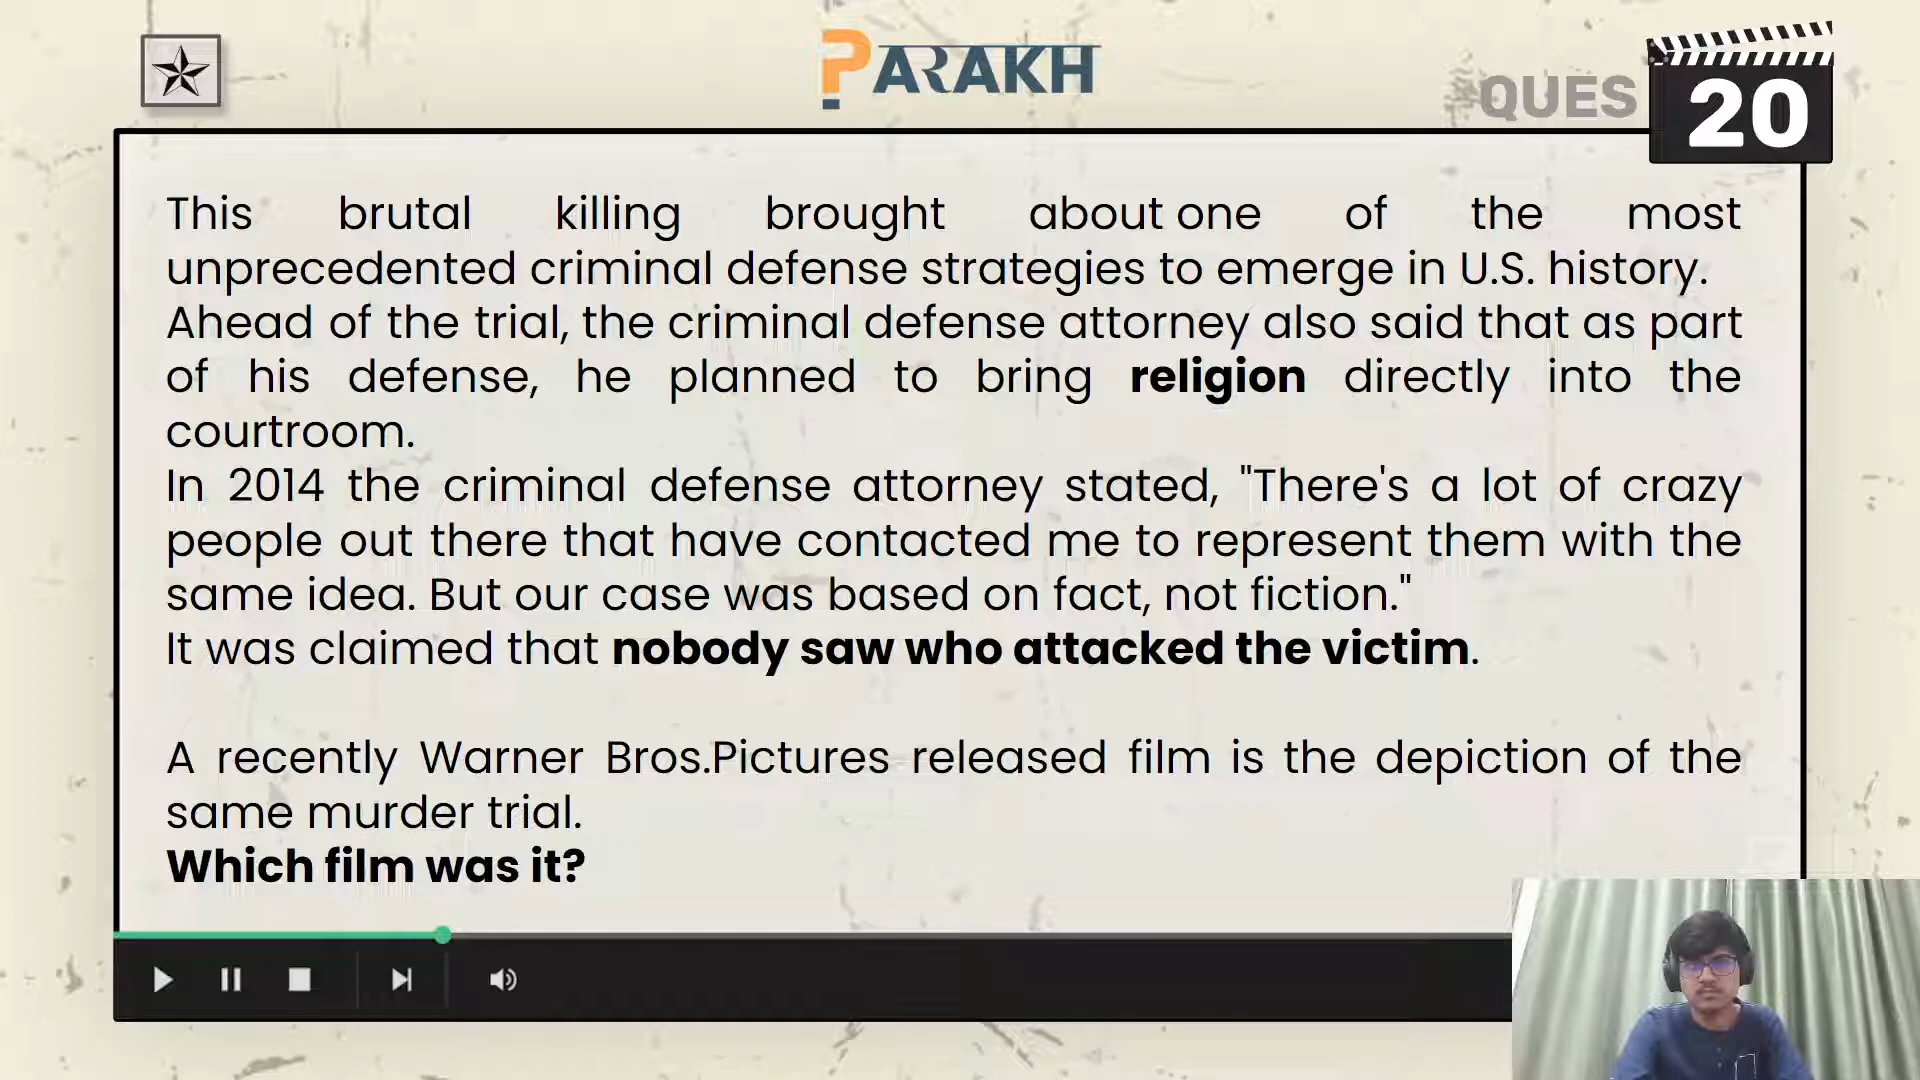 PARAKH
QUES 20
This brutal killing brought about one of the most
unprecedented criminal defense strategies to emerge in U.S. history.
Ahead of the trial, the criminal defense attorney also said that as part
of his defense, he planned to bring religion directly into the
courtroom.
In 2014 the criminal defense attorney stated, "There's a lot of crazy
people out there that have contacted me to represent them with the
same idea. But our case was based on fact, not fiction."
It was claimed that nobody saw who attacked the victim.
A recently Warner Bros.Pictures released film is the depiction of the
same murder trial.
Which film was it?